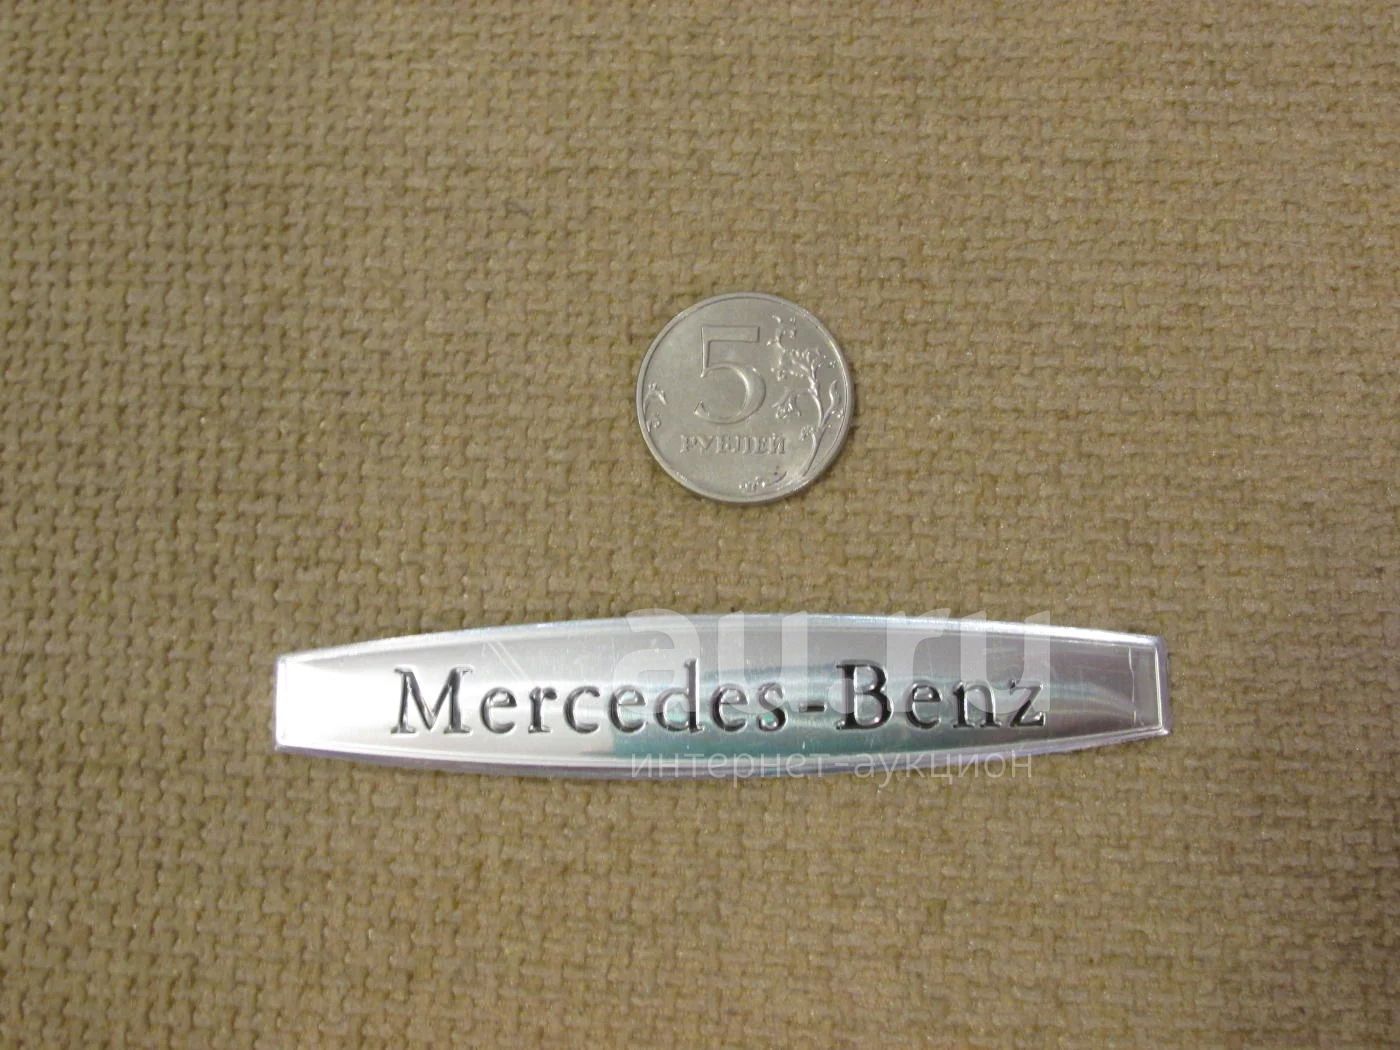 5
РУБЛЕЙ
au.ru
Mercedes-Benz
интернет-аукцион